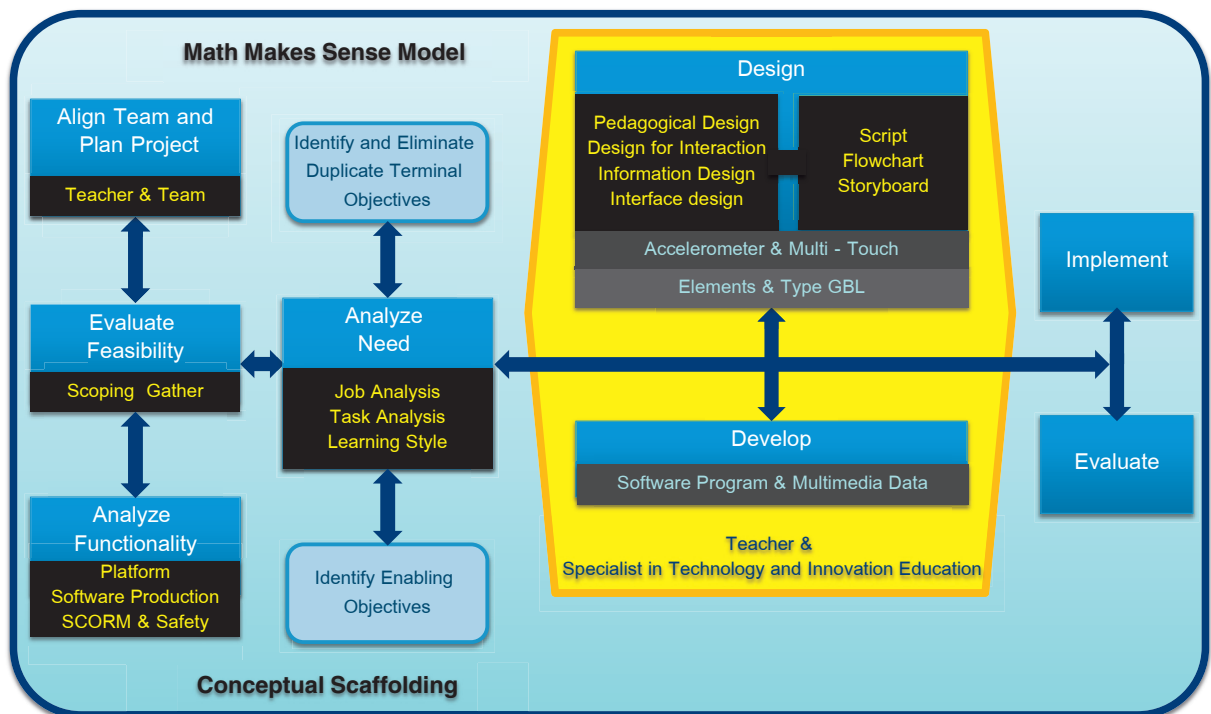 Math Makes Sense Model
Align Team and
Plan Project
Teacher & Team
Evaluate
Feasibility
Scoping Gather
Analyze
Functionality
Platform
Software Production
SCORM & Safety
Identify and Eliminate
Duplicate Terminal
Objectives
Analyze
Need
Job Analysis
Task Analysis
Learning Style
Identify Enabling
Objectives
Design
Pedagogical Design
Design for Interaction
Information Design
Interface design
Script
Flowchart
Storyboard
Accelerometer & Multi - Touch
Elements & Type GBL
Develop
Software Program & Multimedia Data
Teacher &
Specialist in Technology and Innovation Education
Implement
Evaluate
Conceptual Scaffolding